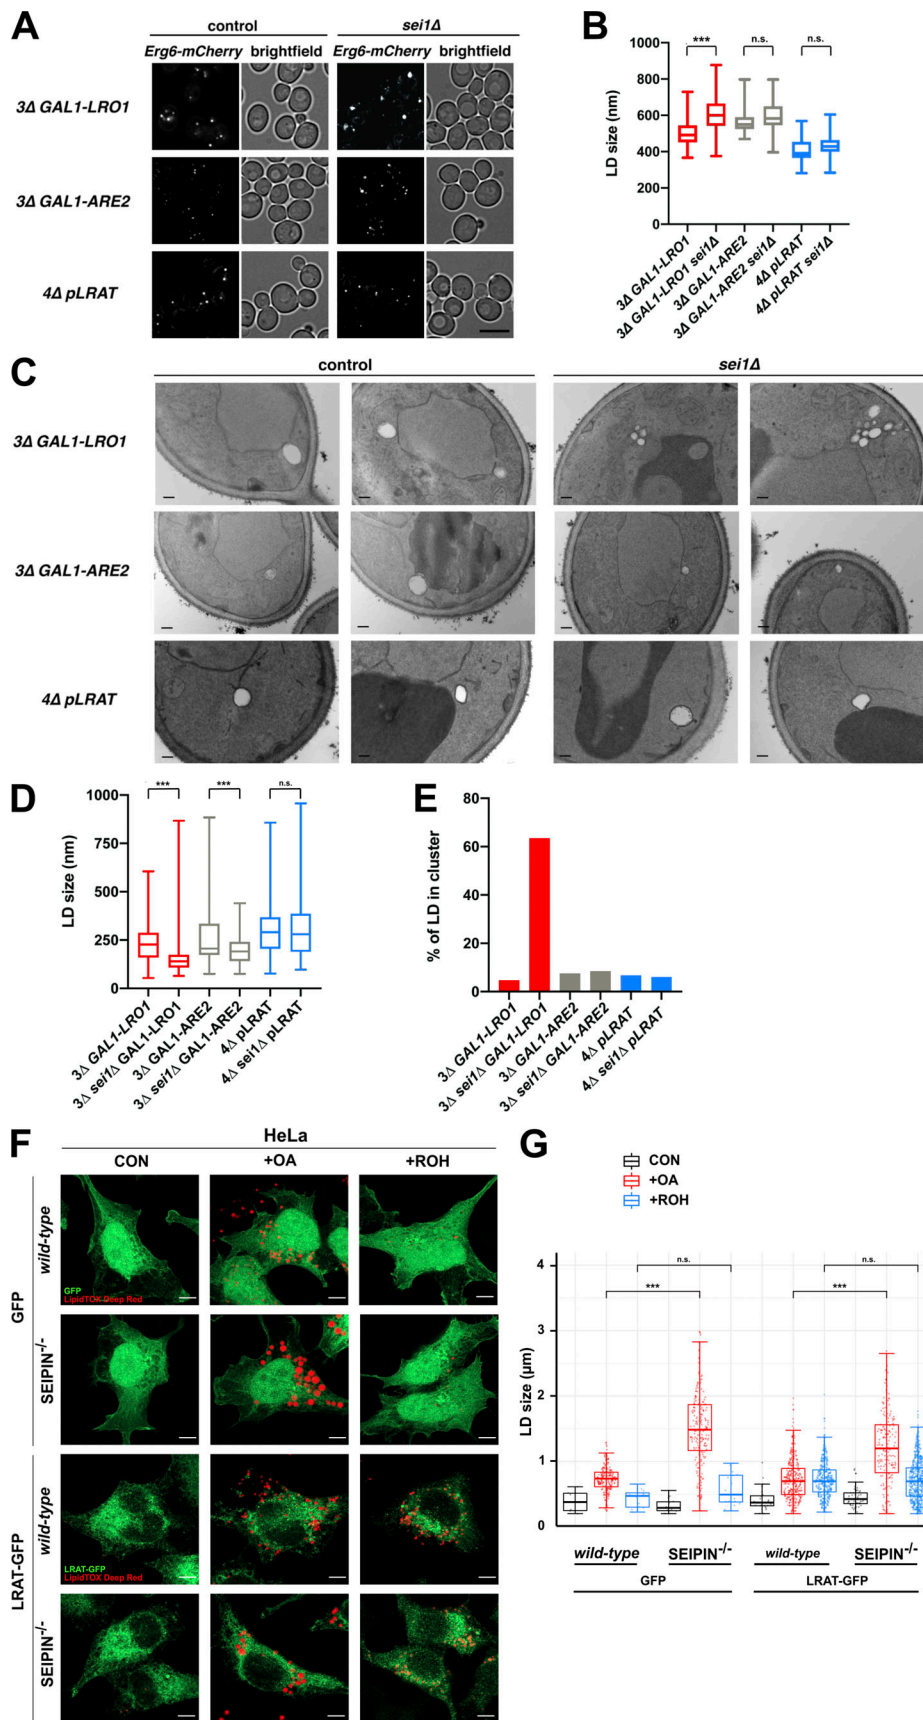 A
control
sei1Δ
Erg6-mCherry brightfield Erg6-mCherry brightfield
3Δ GAL1-LRO1
3Δ GAL1-ARE2
4Δ pLRAT
B
*** n.s. n.s.
LD size (nm)
1000
800
600
400
200
0
3Δ GAL1-LRO1
3Δ GAL1-LRO1 sei1Δ
3Δ GAL1-ARE2
3Δ GAL1-ARE2 sei1Δ
4Δ pLRAT
4Δ pLRAT sei1Δ
C
control
sei1Δ
3Δ GAL1-LRO1
3Δ GAL1-ARE2
4Δ pLRAT
D
*** *** n.s.
LD size (nm)
1000
750
500
250
0
3Δ GAL1-LRO1
3Δ sei1Δ GAL1-LRO1
3Δ GAL1-ARE2
3Δ sei1Δ GAL1-ARE2
4Δ pLRAT
4Δ sei1Δ pLRAT
E
% of LD in cluster
80
60
40
20
0
3Δ GAL1-LRO1
3Δ sei1Δ GAL1-LRO1
3Δ GAL1-ARE2
3Δ sei1Δ GAL1-ARE2
4Δ pLRAT
4Δ sei1Δ pLRAT
F
HeLa
CON +OA +ROH
GFP
wild-type
GFP
LipidTOX Deep Red
SEIPIN-/-
LRAT-GFP
wild-type
LRAT-GFP
LipidTOX Deep Red
SEIPIN-/-
G
CON
+OA
+ROH
n.s. n.s.
*** ***
LD size (µm)
4
3
2
1
0
wild-type SEIPIN-/- wild-type SEIPIN-/-
GFP LRAT-GFP